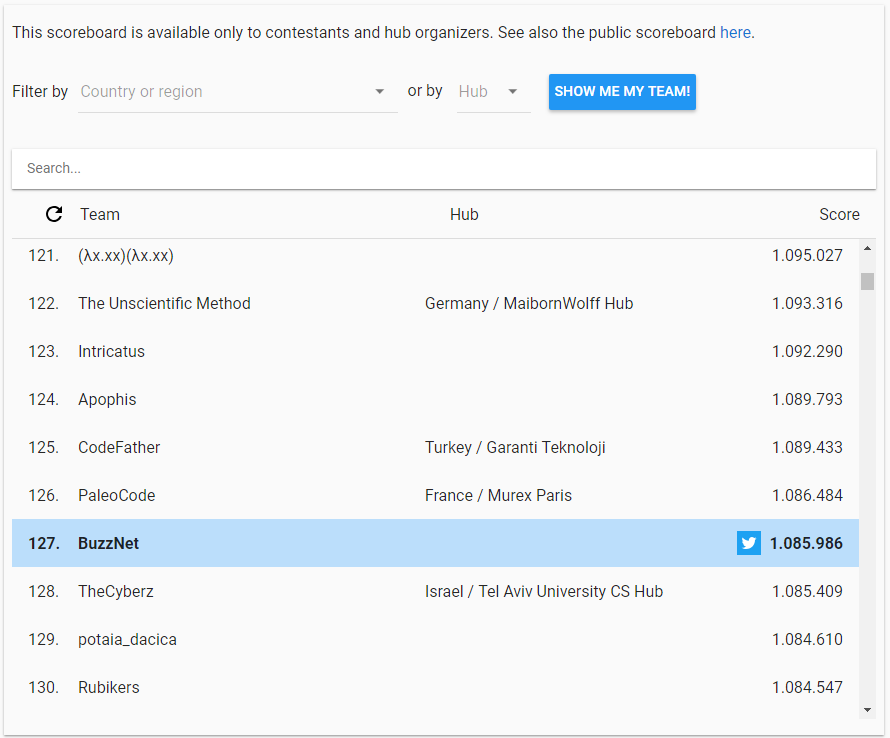 This scoreboard is available only to contestants and hub organizers. See also the public scoreboard here.
Filter by Country or region or by Hub SHOW ME MY TEAM!
Search...
Team Hub Score
121. (λx.xx)(λx.xx) 1.095.027
122. The Unscientific Method Germany / MaibornWolff Hub 1.093.316
123. Intricatus 1.092.290
124. Apophis 1.089.793
125. CodeFather Turkey / Garanti Teknoloji 1.089.433
126. PaleoCode France / Murex Paris 1.086.484
127. BuzzNet 1.085.986
128. TheCyberz Israel / Tel Aviv University CS Hub 1.085.409
129. potaia_dacica 1.084.610
130. Rubikers 1.084.547